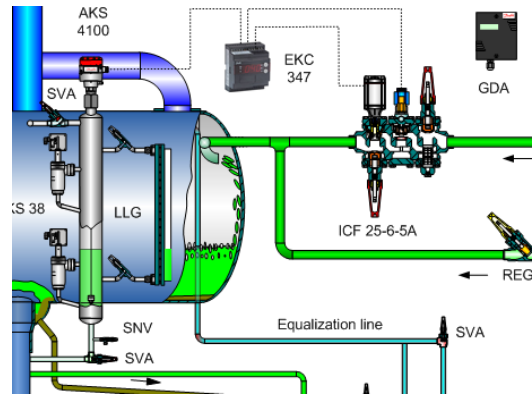 AKS
4100
SVA
EKC
347
GDA
KS 38
LLG
ICF 25-6-5A
REG
SNV
SVA
Equalization line
SVA